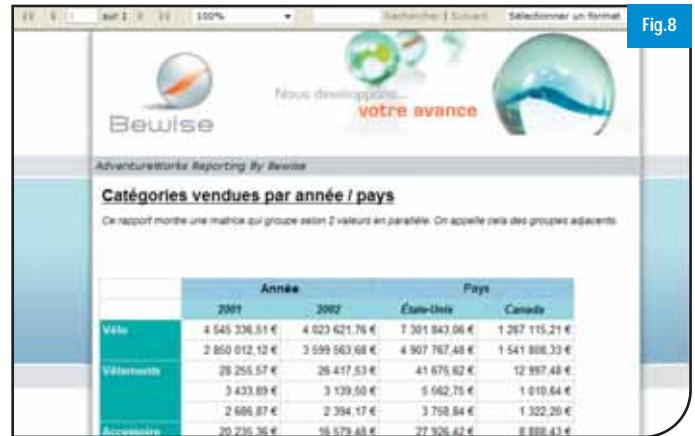 sur 1 100% Rechercher | Suivant Sélectionner un format
Fig.8
Nous développons...
votre avance
Bewise
AdventureWorks Reporting By Bewise
Catégories vendues par année / pays
Ce rapport montre une matrice qui groupe selon 2 valeurs en parallèle. On appelle cela des groupes adjacents
Année Pays
2001 2002 États-Unis Canada
Vélo 4 545 336,51 € 4 023 621,76 € 7 301 843,06 € 1 267 115,21 €
2 850 012,12 € 3 599 563,68 € 4 907 767,48 € 1 541 808,33 €
Vêtements 28 255,57 € 26 417,53 € 41 675,62 € 12 997,48 €
3 433,89 € 3 139,50 € 5 562,75 € 1 010,64 €
2 686,87 € 2 394,17 € 3 758,84 € 1 322,20 €
Accessoire 20 235,36 € 16 579,48 € 27 926,42 € 8 888,43 €